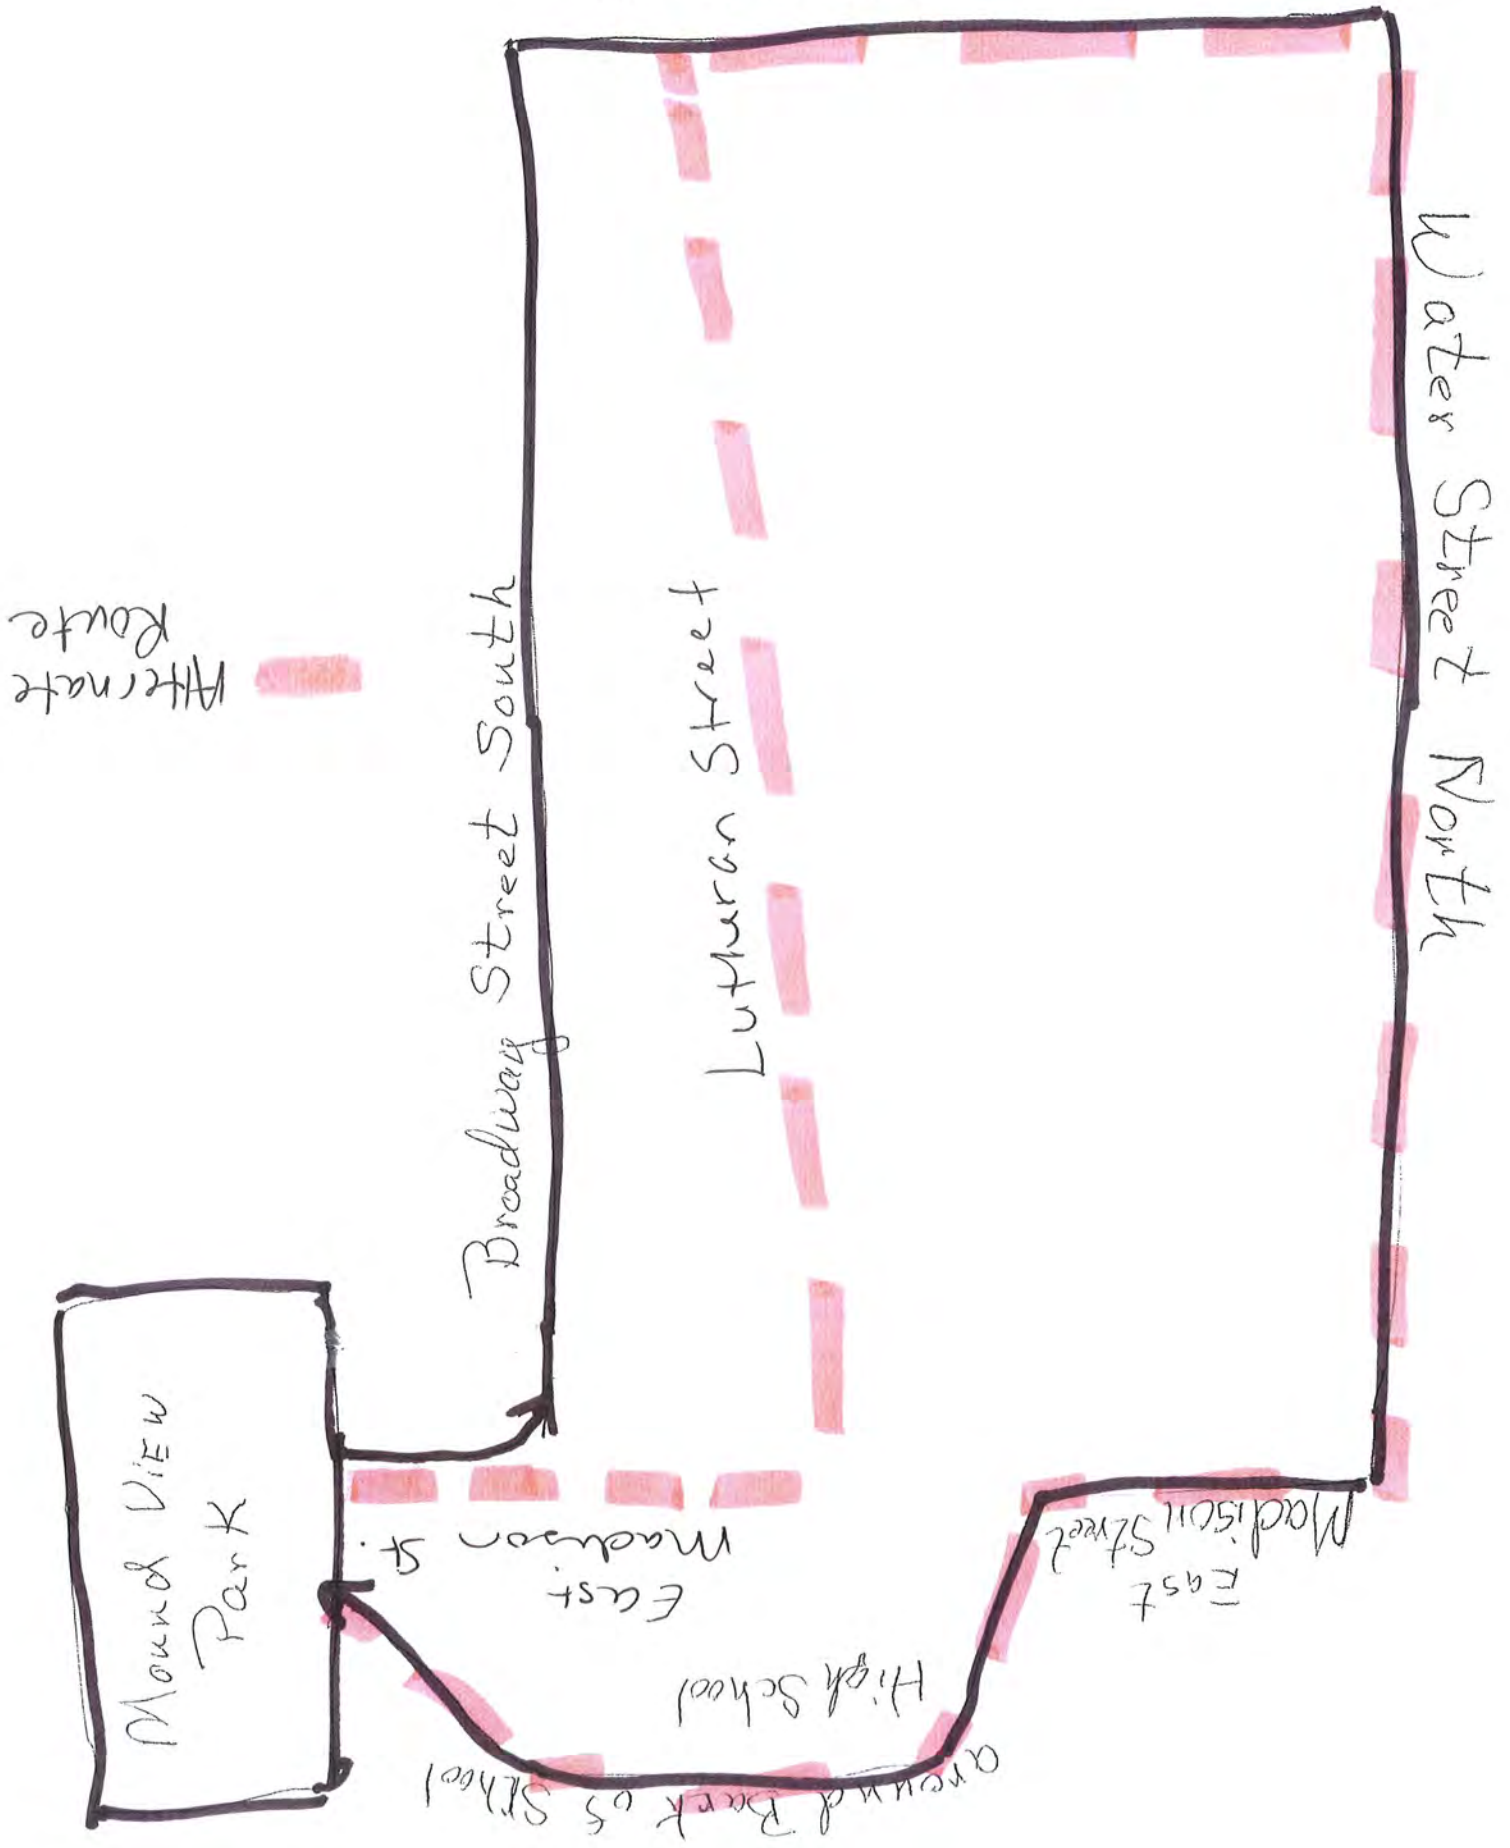 Alternate
Route
Broadway Street South
Lutheran Street
Water Street North
Mound View
Park
East
Madison St.
East
Madison Street
High School
around Back of School